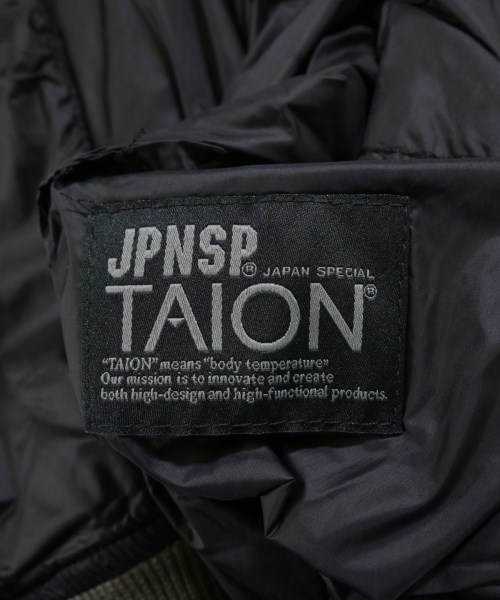 JPNSP® JAPAN SPECIAL
TAION®
"TAION" means "body temperature"
Our mission is to innovate and create
both high-design and high-functional products.